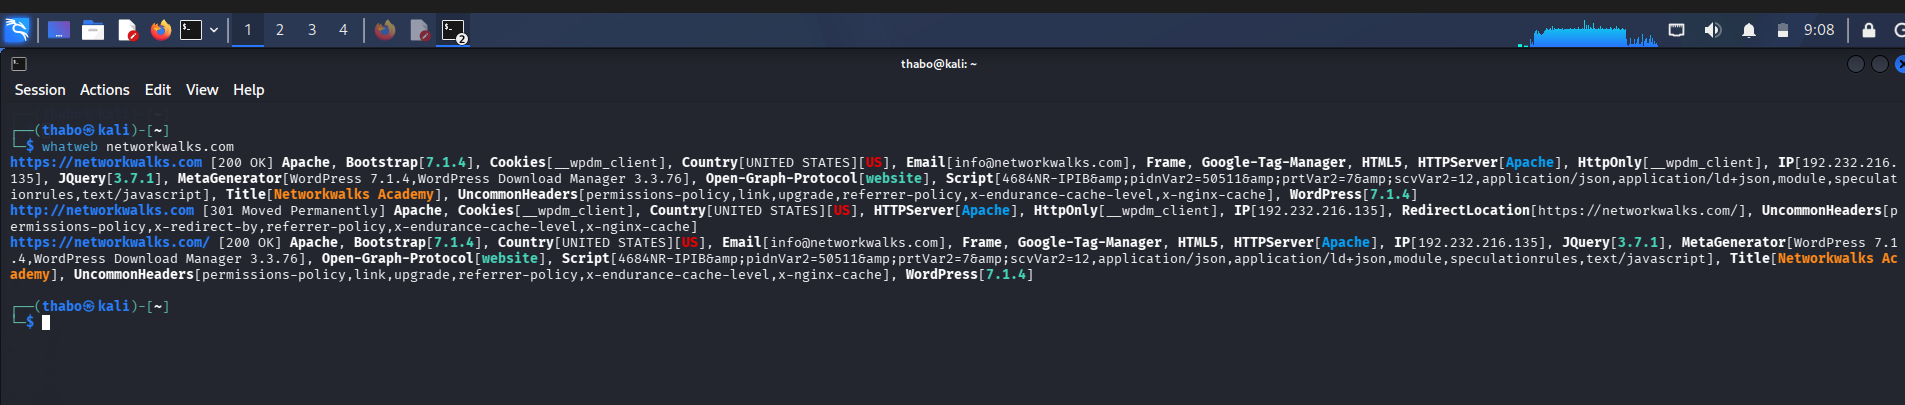 1 2 3 4 2 9:08
thabo@kali: ~
Session Actions Edit View Help
┌──(thabo㉿kali)-[~]
└─$ whatweb networkwalks.com
https://networkwalks.com [200 OK] Apache, Bootstrap[7.1.4], Cookies[__wpdm_client], Country[UNITED STATES][US], Email[info@networkwalks.com], Frame, Google-Tag-Manager, HTML5, HTTPServer[Apache], HttpOnly[__wpdm_client], IP[192.232.216.
135], JQuery[3.7.1], MetaGenerator[WordPress 7.1.4,WordPress Download Manager 3.3.76], Open-Graph-Protocol[website], Script[4684NR-IPIB&amp;pidnVar2=50511&amp;prtVar2=7&amp;scvVar2=12,application/json,application/ld+json,module,speculat
ionrules,text/javascript], Title[Networkwalks Academy], UncommonHeaders[permissions-policy,link,upgrade,referrer-policy,x-endurance-cache-level,x-nginx-cache], WordPress[7.1.4]
http://networkwalks.com [301 Moved Permanently] Apache, Cookies[__wpdm_client], Country[UNITED STATES][US], HTTPServer[Apache], HttpOnly[__wpdm_client], IP[192.232.216.135], RedirectLocation[https://networkwalks.com/], UncommonHeaders[p
ermissions-policy,x-redirect-by,referrer-policy,x-endurance-cache-level,x-nginx-cache]
https://networkwalks.com/ [200 OK] Apache, Bootstrap[7.1.4], Country[UNITED STATES][US], Email[info@networkwalks.com], Frame, Google-Tag-Manager, HTML5, HTTPServer[Apache], IP[192.232.216.135], JQuery[3.7.1], MetaGenerator[WordPress 7.1
.4,WordPress Download Manager 3.3.76], Open-Graph-Protocol[website], Script[4684NR-IPIB&amp;pidnVar2=50511&amp;prtVar2=7&amp;scvVar2=12,application/json,application/ld+json,module,speculationrules,text/javascript], Title[Networkwalks Ac
ademy], UncommonHeaders[permissions-policy,link,upgrade,referrer-policy,x-endurance-cache-level,x-nginx-cache], WordPress[7.1.4]
┌──(thabo㉿kali)-[~]
└─$